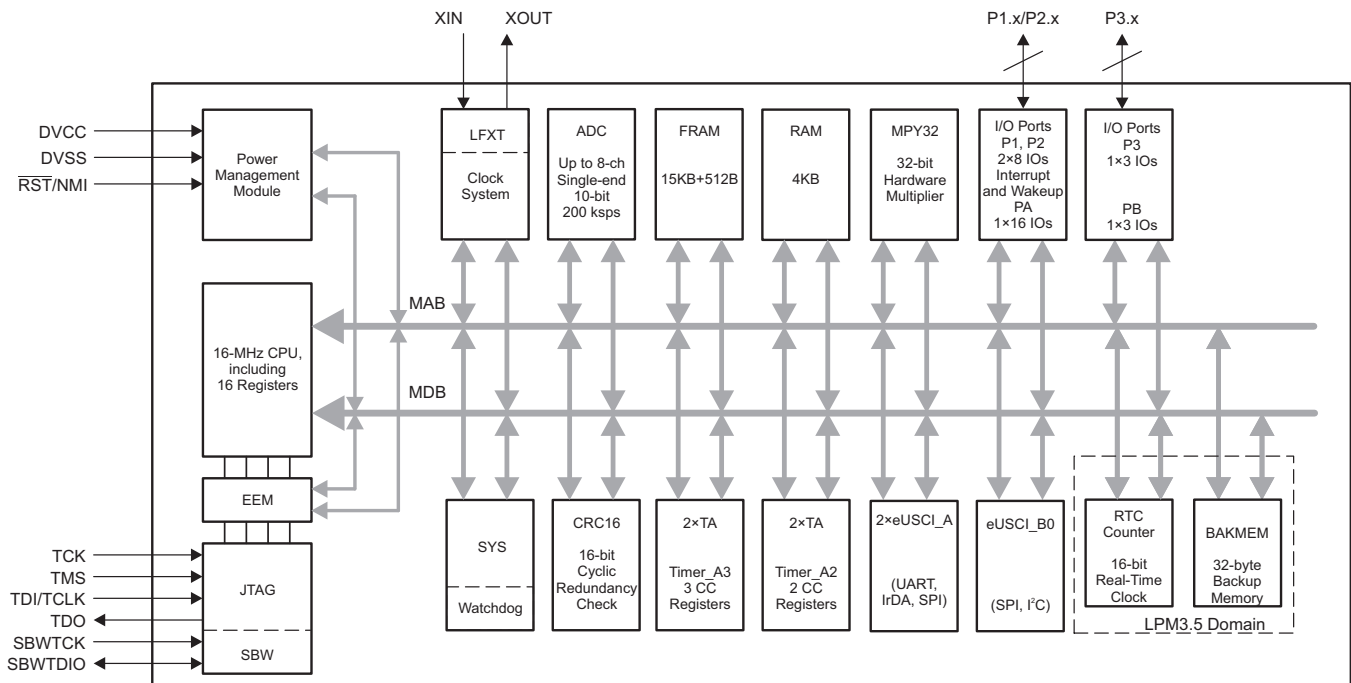 XIN
XOUT
P1.x/P2.x
P3.x
DVCC
DVSS
RST/NMI
Power
Management
Module
LFXT
Clock
System
ADC
Up to 8-ch
Single-end
10-bit
200 ksps
FRAM
15KB+512B
RAM
4KB
MPY32
32-bit
Hardware
Multiplier
I/O Ports
P1, P2
2×8 IOs
Interrupt
and Wakeup
PA
1×16 IOs
I/O Ports
P3
1×3 IOs
PB
1×3 IOs
MAB
16-MHz CPU,
including
16 Registers
MDB
EEM
TCK
TMS
TDI/TCLK
TDO
SBWTCK
SBWTDIO
JTAG
SBW
SYS
Watchdog
CRC16
16-bit
Cyclic
Redundancy
Check
2×TA
Timer_A3
3 CC
Registers
2×TA
Timer_A2
2 CC
Registers
2×eUSCI_A
(UART,
IrDA, SPI)
eUSCI_B0
(SPI, I²C)
RTC
Counter
16-bit
Real-Time
Clock
BAKMEM
32-byte
Backup
Memory
LPM3.5 Domain